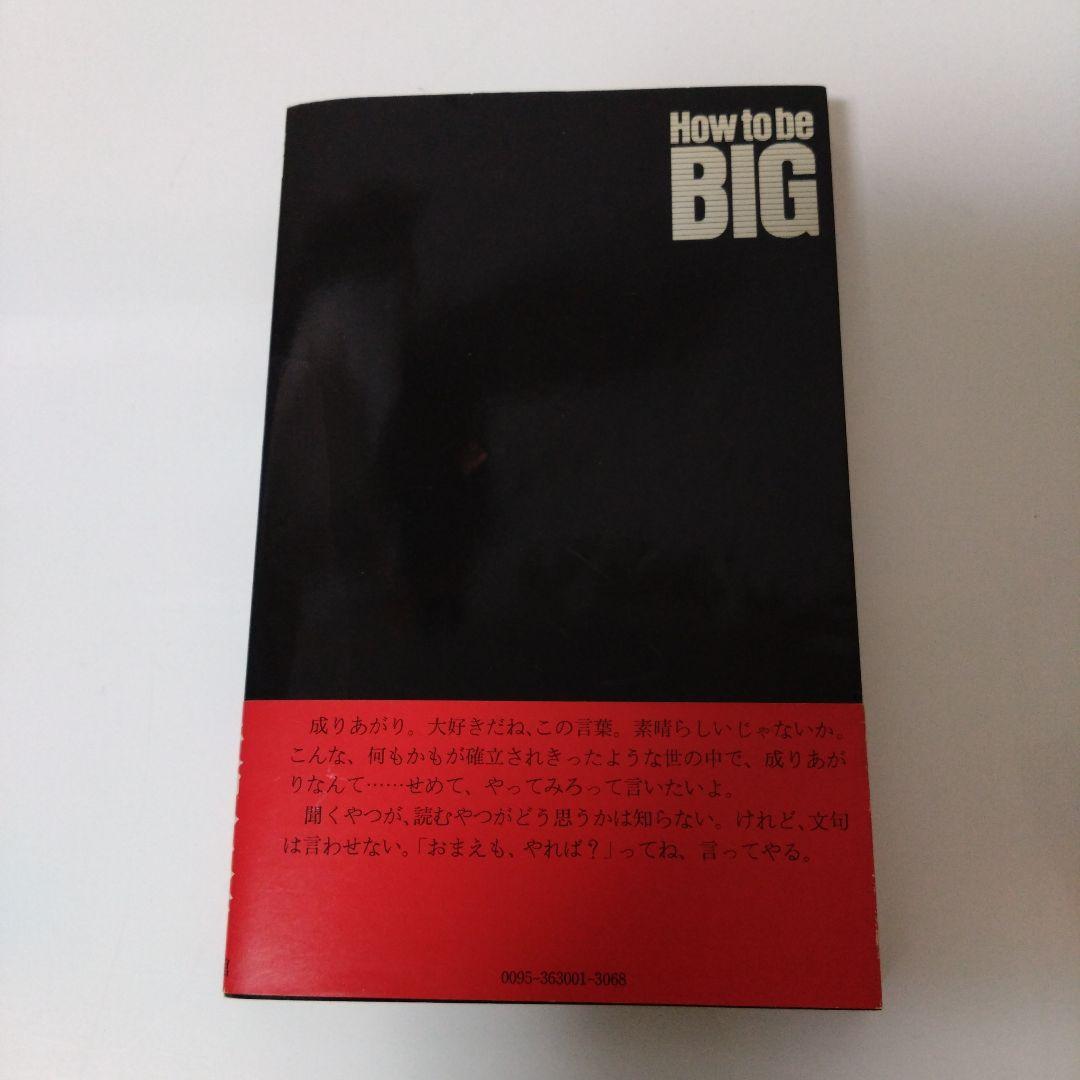 How to be
BIG
成りあがり。大好きだね、この言葉。素晴らしいじゃないか。
こんな、何もかもが確立されきったような世の中で、成りあが
りなんて……せめて、やってみろって言いたいよ。
聞くやつが、読むやつがどう思うかは知らない。けれど、文句
は言わせない。「おまえも、やれば？」ってね、言ってやる。
0095-363001-3068